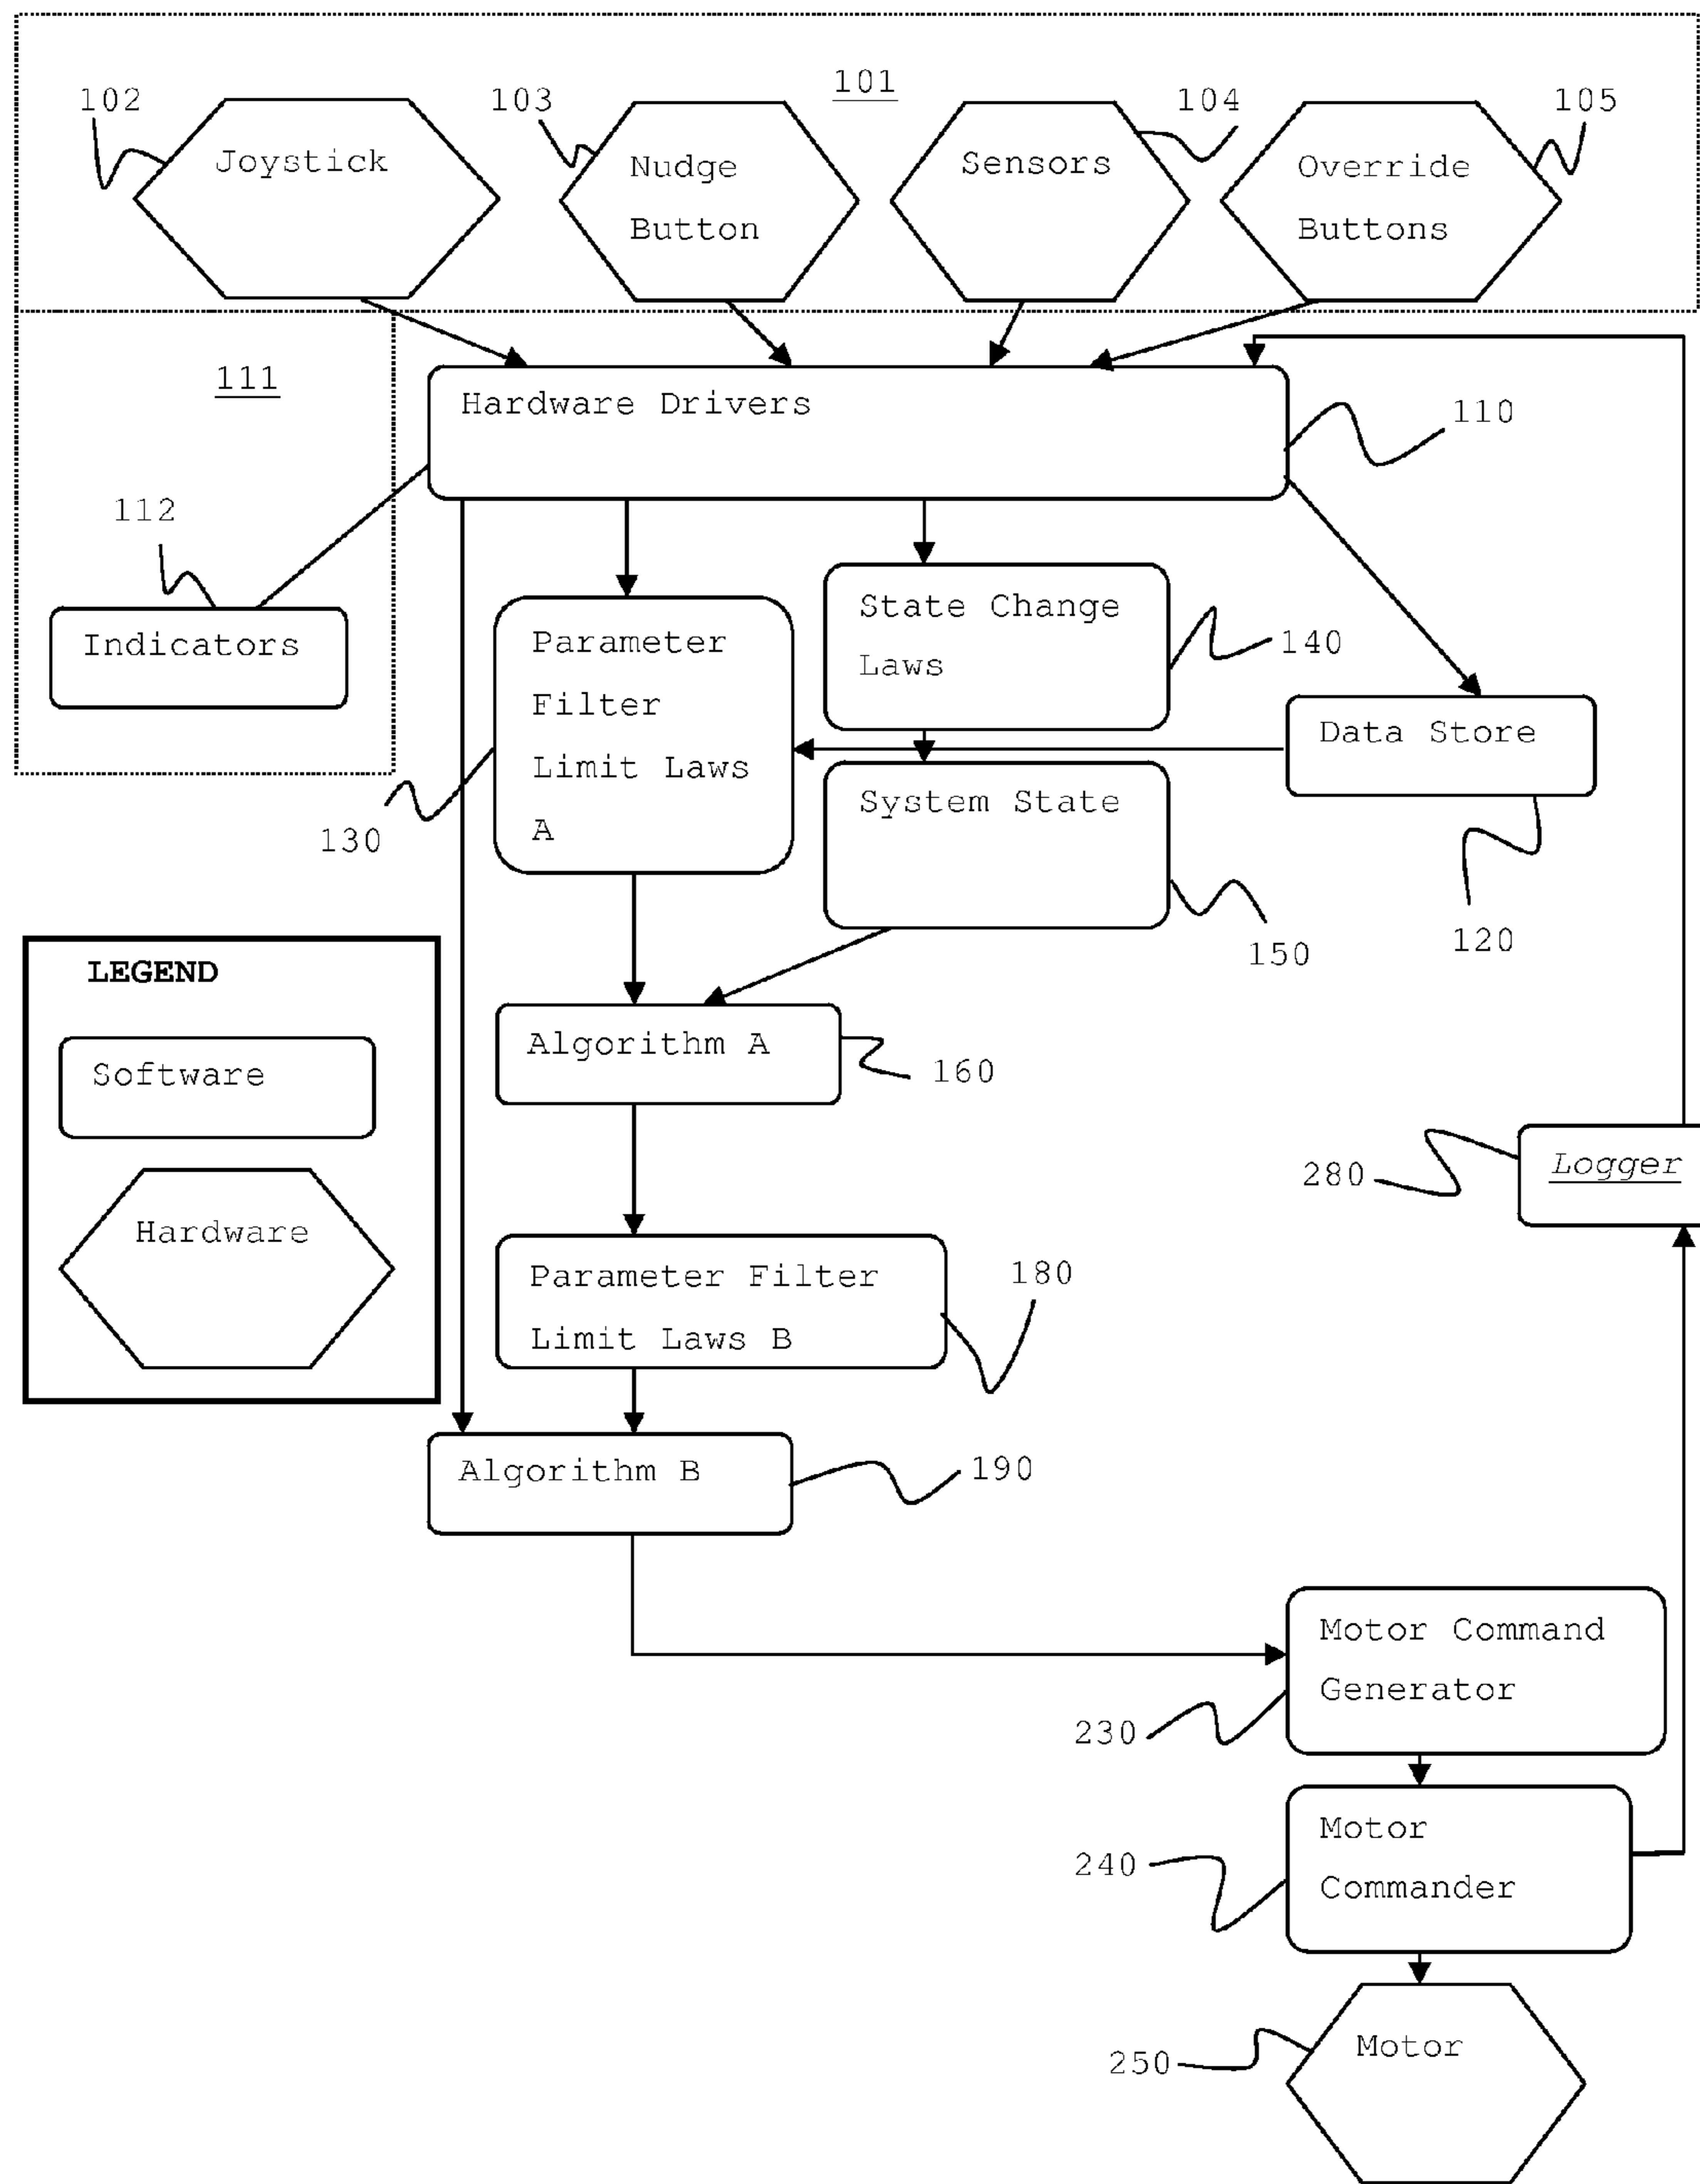 101
102
103
104
105
Joystick
Nudge
Button
Sensors
Override
Buttons
111
Hardware Drivers
110
112
Indicators
Parameter
Filter
Limit Laws
A
130
State Change
Laws
140
Data Store
120
System State
150
LEGEND
Software
Hardware
Algorithm A
160
280
Logger
Parameter Filter
Limit Laws B
180
Algorithm B
190
Motor Command
Generator
230
Motor
Commander
240
Motor
250